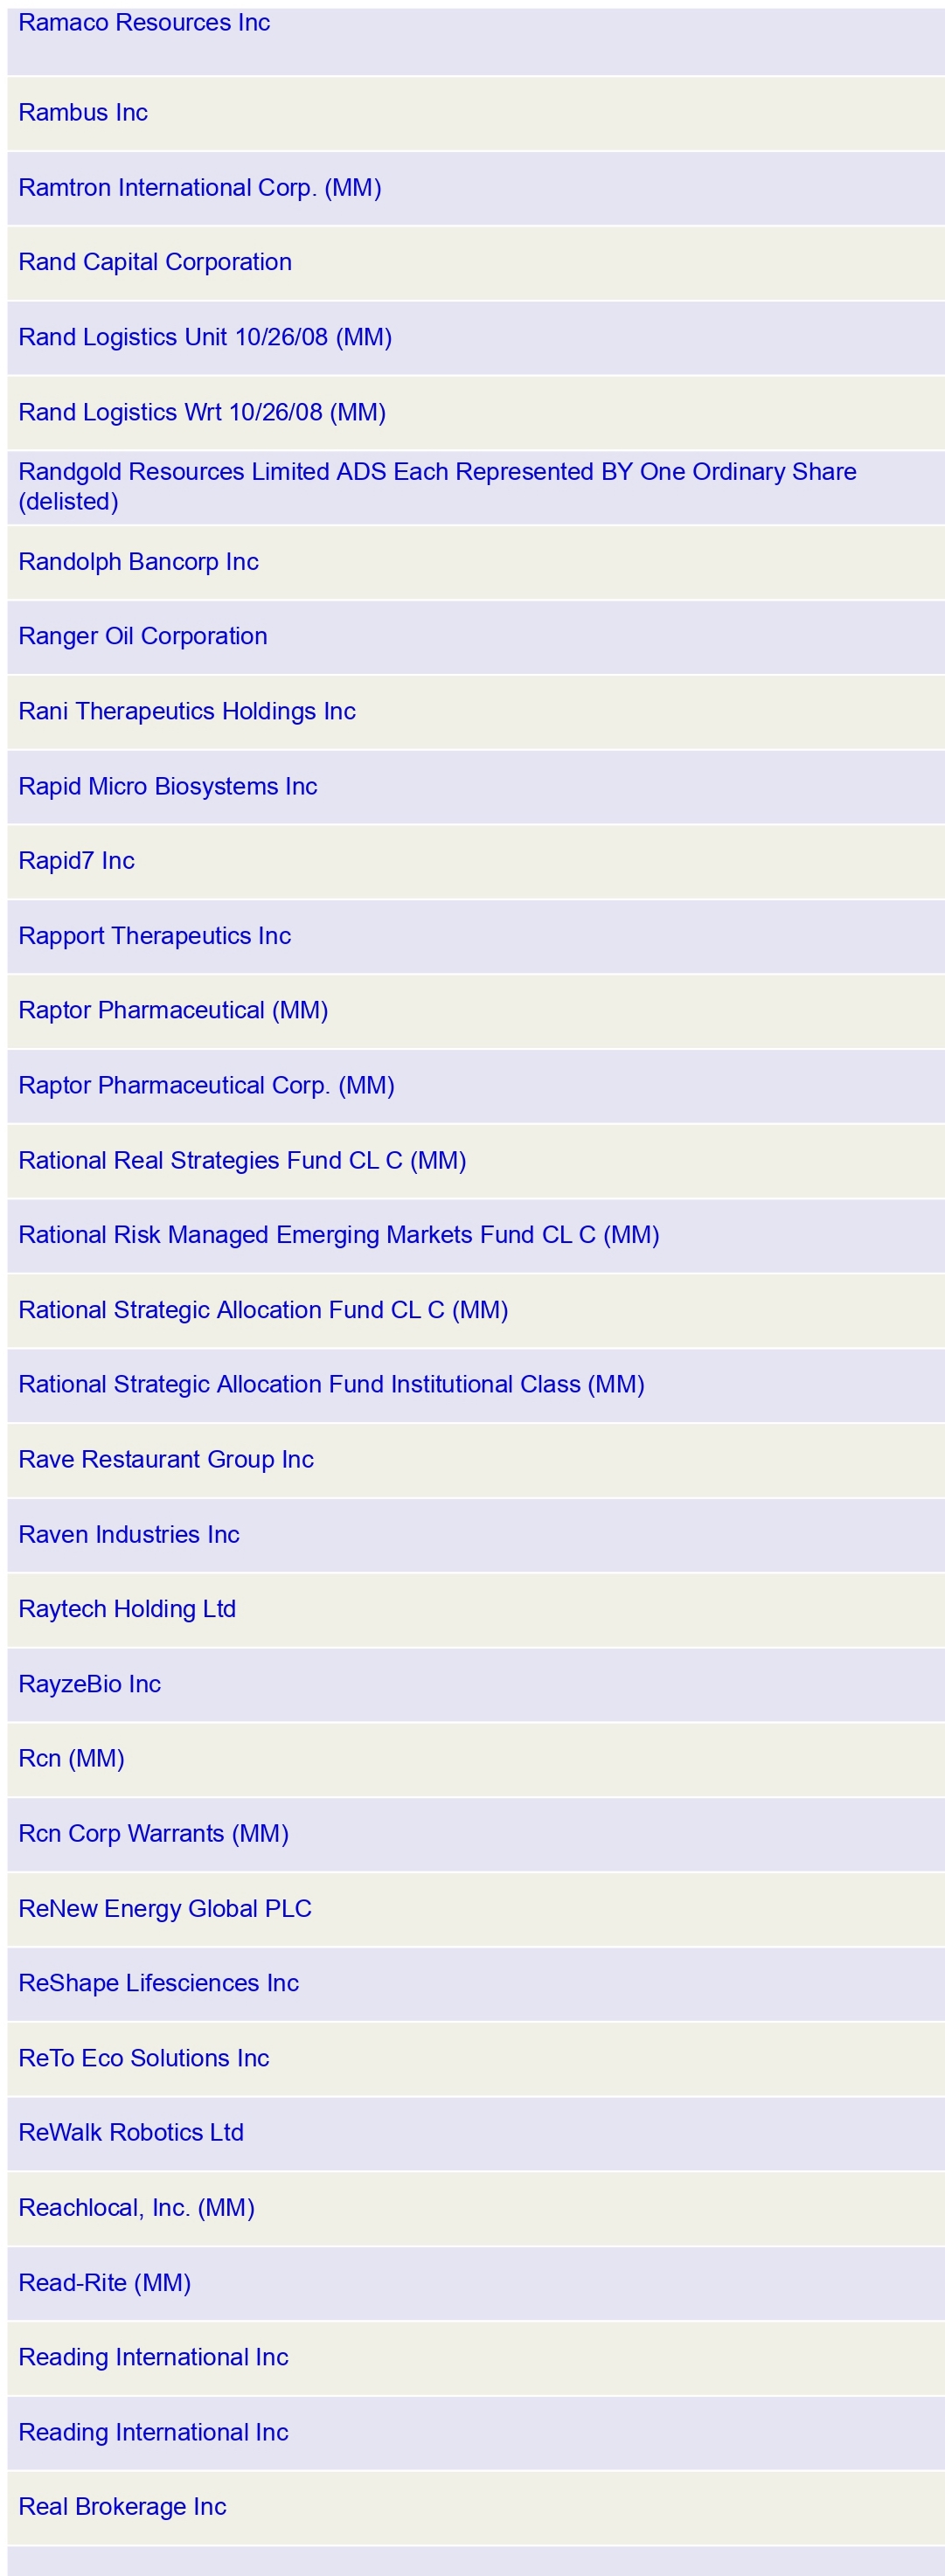 Ramaco Resources Inc
Rambus Inc
Ramtron International Corp. (MM)
Rand Capital Corporation
Rand Logistics Unit 10/26/08 (MM)
Rand Logistics Wrt 10/26/08 (MM)
Randgold Resources Limited ADS Each Represented BY One Ordinary Share
(delisted)
Randolph Bancorp Inc
Ranger Oil Corporation
Rani Therapeutics Holdings Inc
Rapid Micro Biosystems Inc
Rapid7 Inc
Rapport Therapeutics Inc
Raptor Pharmaceutical (MM)
Raptor Pharmaceutical Corp. (MM)
Rational Real Strategies Fund CL C (MM)
Rational Risk Managed Emerging Markets Fund CL C (MM)
Rational Strategic Allocation Fund CL C (MM)
Rational Strategic Allocation Fund Institutional Class (MM)
Rave Restaurant Group Inc
Raven Industries Inc
Raytech Holding Ltd
RayzeBio Inc
Rcn (MM)
Rcn Corp Warrants (MM)
ReNew Energy Global PLC
ReShape Lifesciences Inc
ReTo Eco Solutions Inc
ReWalk Robotics Ltd
Reachlocal, Inc. (MM)
Read-Rite (MM)
Reading International Inc
Reading International Inc
Real Brokerage Inc